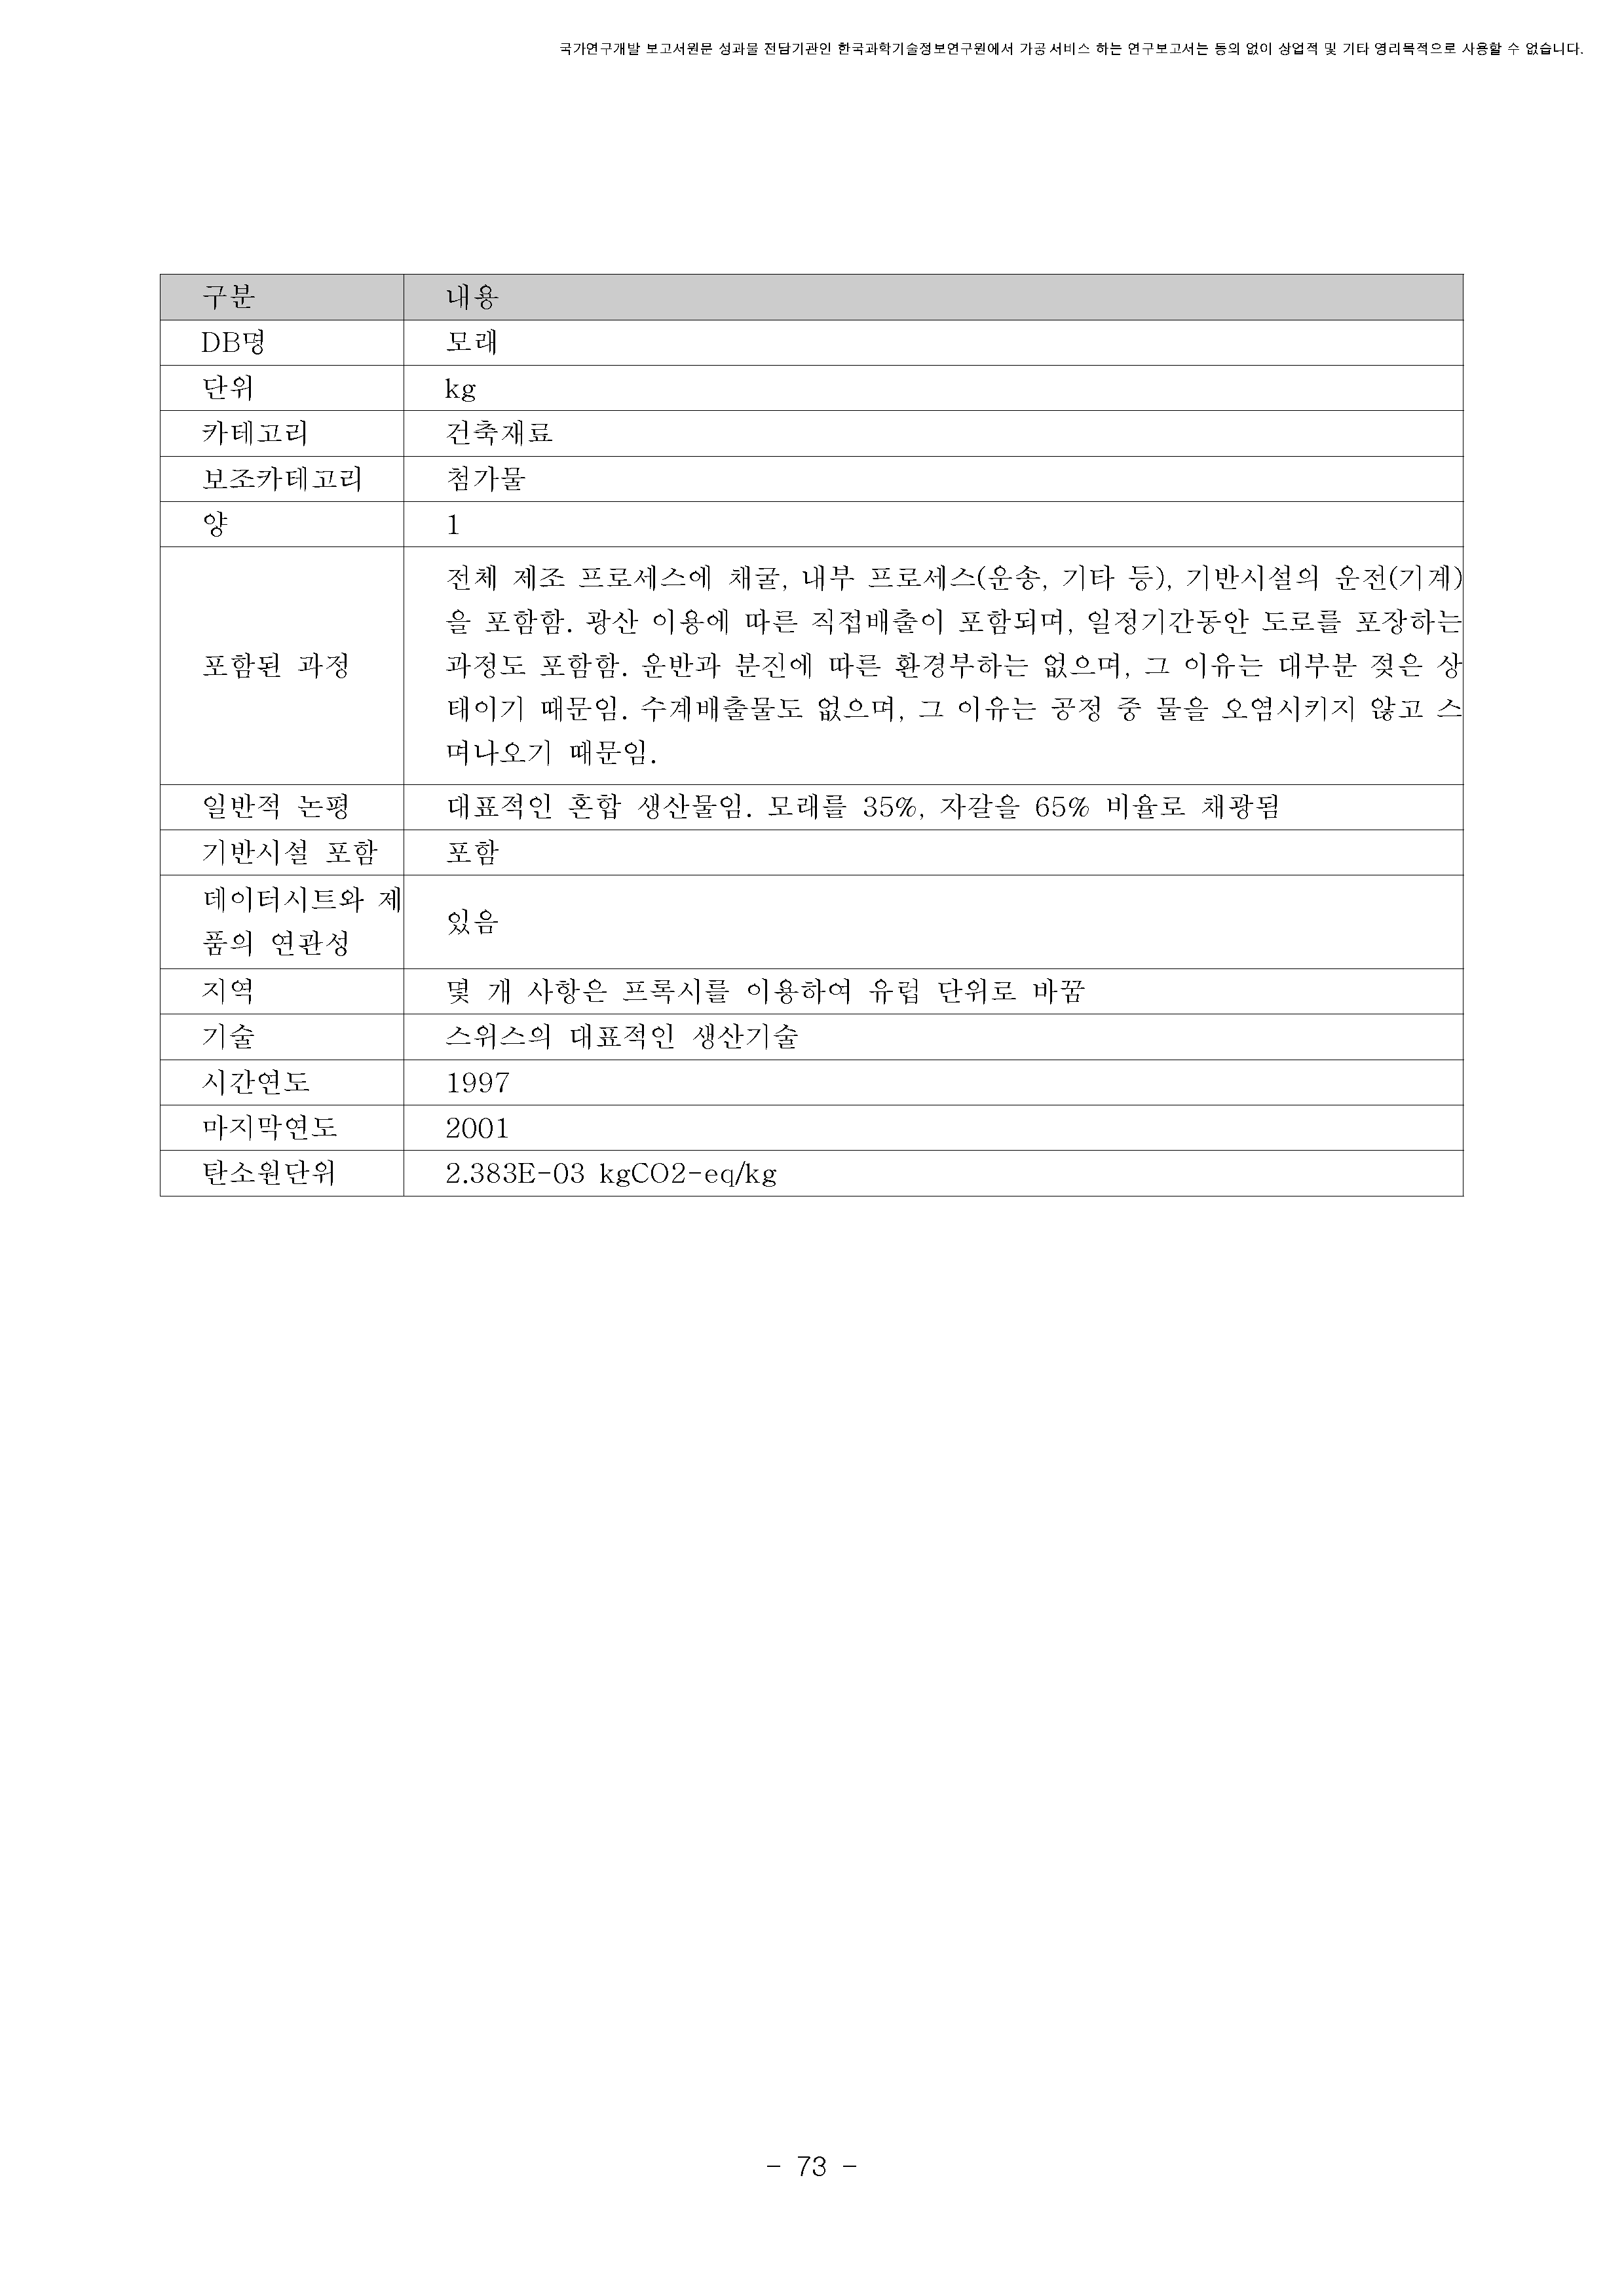 국가연구개발 보고서원문 성과물 전담기관인 한국과학기술정보연구원에서 가공·서비스 하는 연구보고서는 동의 없이 상업적 및 기타 영리목적으로 사용할 수 없습니다.
구분 내용
DB명 모래
단위 kg
카테고리 건축재료
보조카테고리 첨가물
양 1
포함된 과정
전체 제조 프로세스에 채굴, 내부 프로세스(운송, 기타 등), 기반시설의 운전(기계)
을 포함함. 광산 이용에 따른 직접배출이 포함되며, 일정기간동안 도로를 포장하는
과정도 포함함. 운반과 분진에 따른 환경부하는 없으며, 그 이유는 대부분 젖은 상
태이기 때문임. 수계배출물도 없으며, 그 이유는 공정 중 물을 오염시키지 않고 스
며나오기 때문임.
일반적 논평 대표적인 혼합 생산물임. 모래를 35%, 자갈을 65% 비율로 채광됨
기반시설 포함 포함
데이터시트와 제
품의 연관성
있음
지역 몇 개 사항은 프록시를 이용하여 유럽 단위로 바꿈
기술 스위스의 대표적인 생산기술
시간연도 1997
마지막연도 2001
탄소원단위 2.383E-03 kgCO2-eq/kg
- 73 -